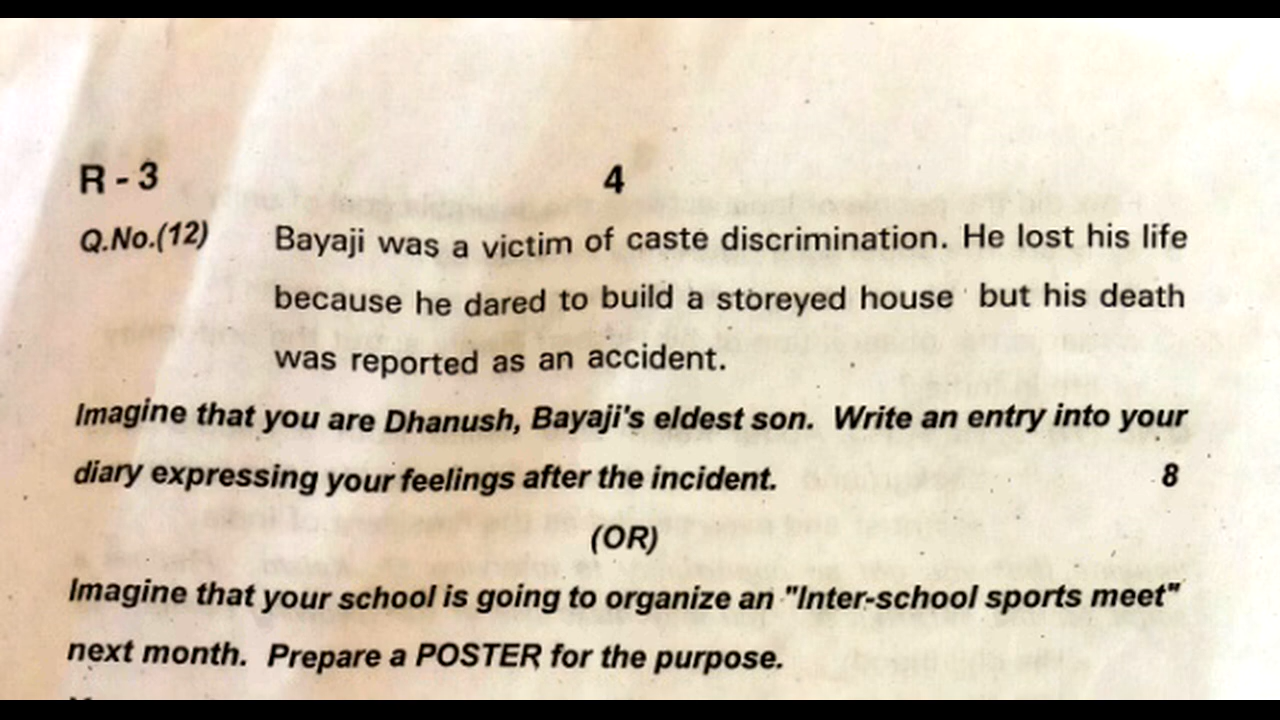 R - 3 4
Q.No.(12) Bayaji was a victim of caste discrimination. He lost his life
because he dared to build a storeyed house but his death
was reported as an accident.
Imagine that you are Dhanush, Bayaji's eldest son. Write an entry into your
diary expressing your feelings after the incident. 8
(OR)
Imagine that your school is going to organize an "Inter-school sports meet"
next month. Prepare a POSTER for the purpose.